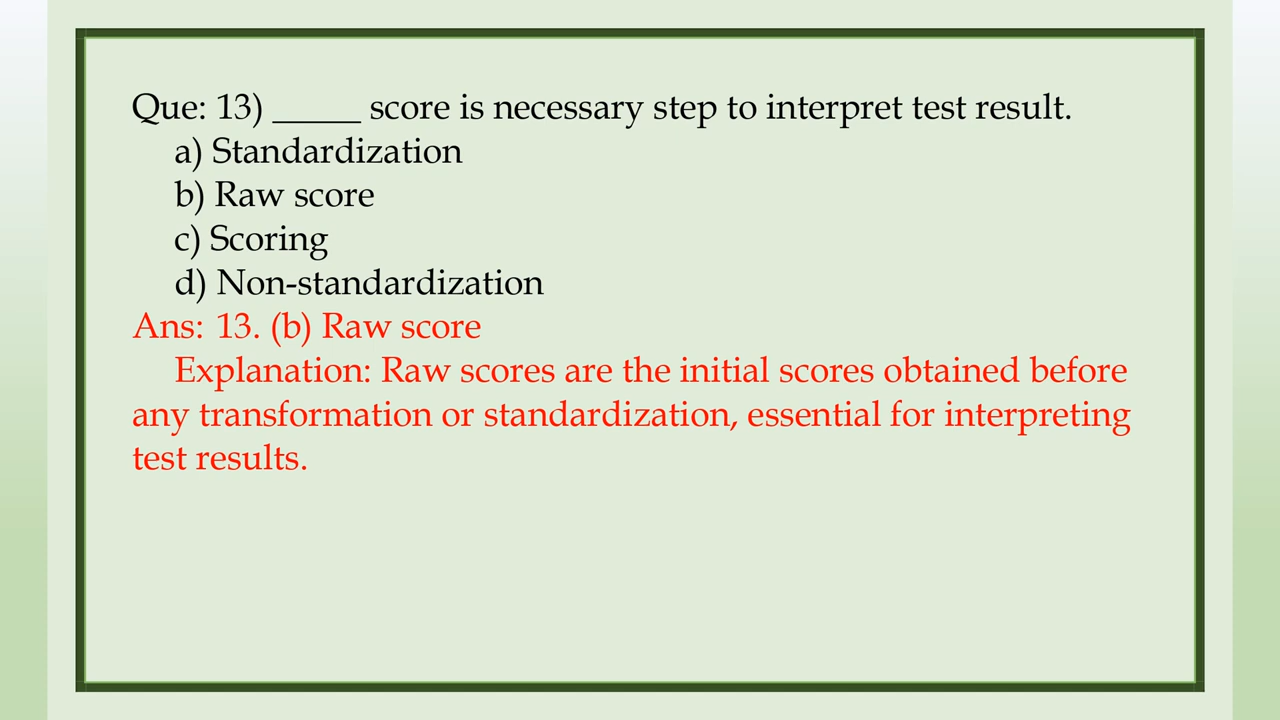 Que: 13) _____ score is necessary step to interpret test result.
a) Standardization
b) Raw score
c) Scoring
d) Non-standardization
Ans: 13. (b) Raw score
Explanation: Raw scores are the initial scores obtained before
any transformation or standardization, essential for interpreting
test results.